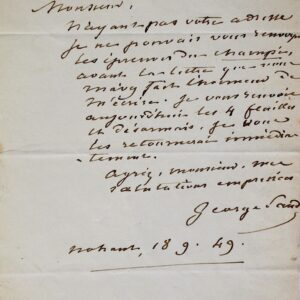 Monsieur,
N'ayant pas votre adresse
je ne pouvais vous renvoyer
les épreuves du champi
avant la lettre que vous
m'avez fait l'honneur de
m'écrire. Je vous renvoie
aujourd'hui les 4 feuilles
et désormais, je vous
les retournerai immédia
tement.
agréez, monsieur, mes
salutations empressées
George Sand
nohant, 18 9. 49.